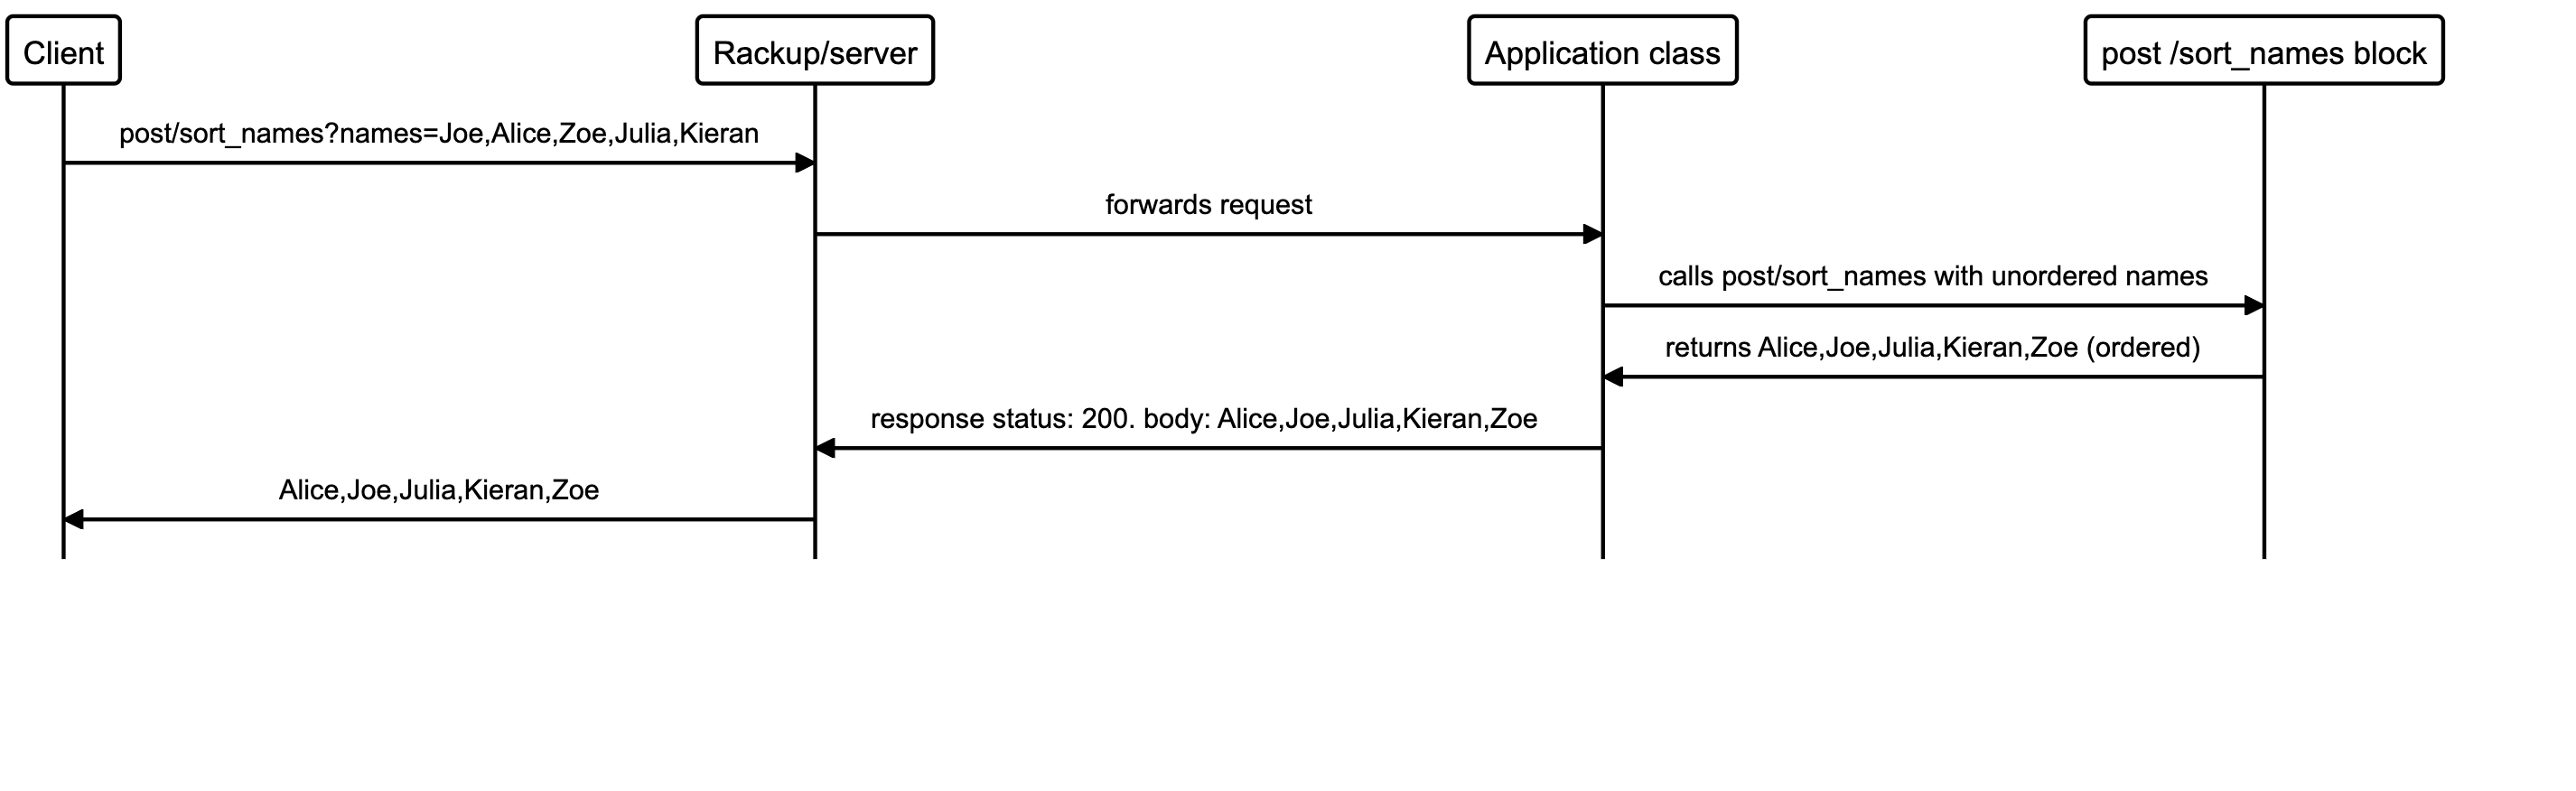 Client
Rackup/server
Application class
post /sort_names block
post/sort_names?names=Joe,Alice,Zoe,Julia,Kieran
forwards request
calls post/sort_names with unordered names
returns Alice,Joe,Julia,Kieran,Zoe (ordered)
response status: 200. body: Alice,Joe,Julia,Kieran,Zoe
Alice,Joe,Julia,Kieran,Zoe